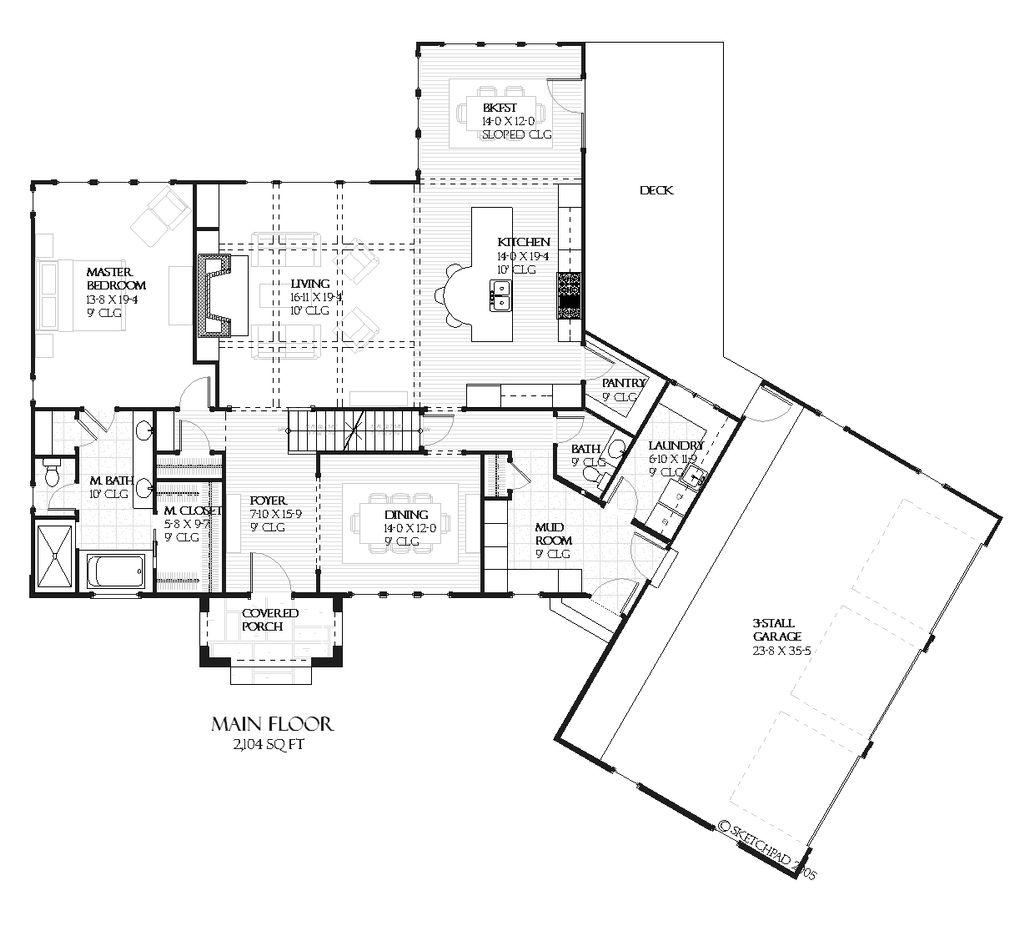 BKFST
14-0 X 12-0
SLOPED CLG
DECK
KITCHEN
14-0 X 19-4
10' CLG
MASTER
BEDROOM
13-8 X 19-4
9' CLG
LIVING
16-11 X 19-4
10' CLG
PANTRY
9' CLG
BATH
9' CLG
LAUNDRY
6-10 X 11-9
9' CLG
M. BATH
10' CLG
M. CLOSET
5-8 X 9-7
9' CLG
FOYER
7-10 X 15-9
9' CLG
DINING
14-0 X 12-0
9' CLG
MUD
ROOM
9' CLG
COVERED
PORCH
3-STALL
GARAGE
23-8 X 35-5
MAIN FLOOR
2,104 SQ FT
© SKETCHPAD 2005